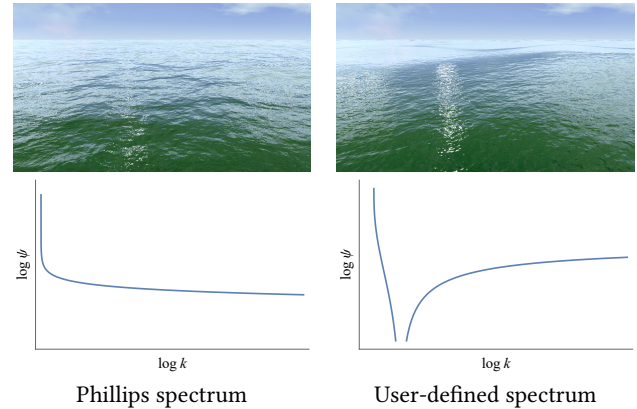 log ψ
log k
Phillips spectrum
log ψ
log k
User-defined spectrum